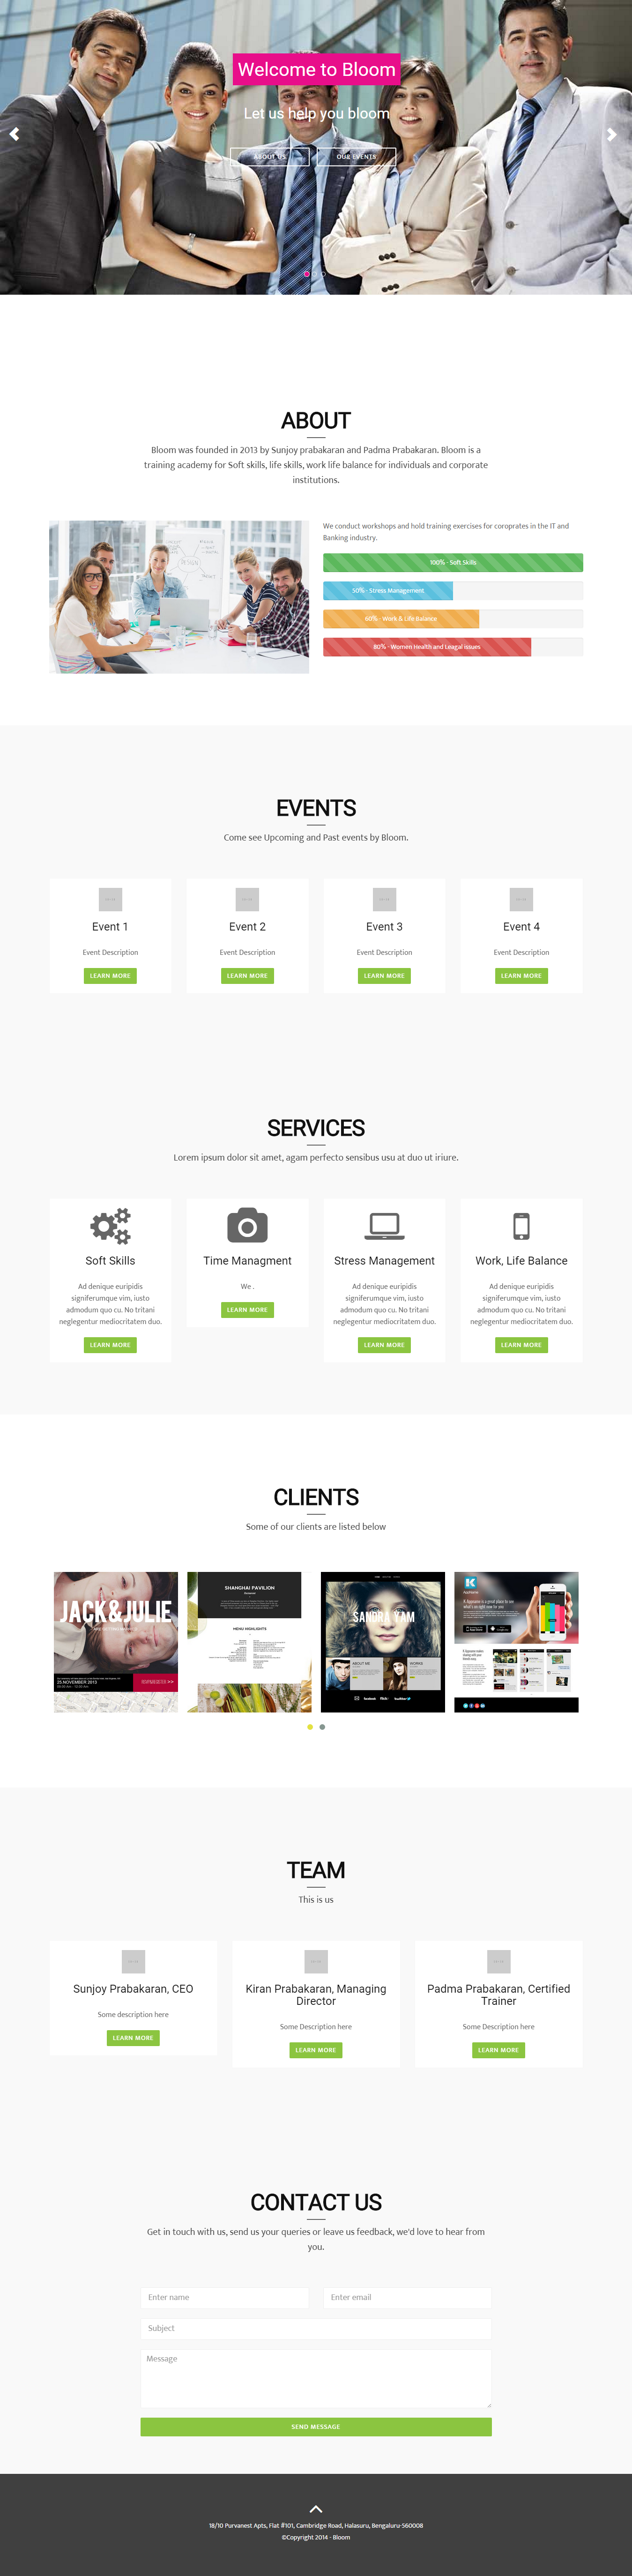 Welcome to Bloom
Let us help you bloom
ABOUT US
OUR EVENTS
ABOUT
Bloom was founded in 2013 by Sunjoy prabakaran and Padma Prabakaran. Bloom is a
training academy for Soft skills, life skills, work life balance for individuals and corporate
institutions.
We conduct workshops and hold training exercises for coroprates in the IT and
Banking industry.
100% - Soft Skills
50% - Stress Management
60% - Work & Life Balance
80% - Women Health and Leagal issues
EVENTS
Come see Upcoming and Past events by Bloom.
Event 1
Event Description
LEARN MORE
Event 2
Event Description
LEARN MORE
Event 3
Event Description
LEARN MORE
Event 4
Event Description
LEARN MORE
SERVICES
Lorem ipsum dolor sit amet, agam perfecto sensibus usu at duo ut iriure.
Soft Skills
Ad denique euripidis
signiferumque vim, iusto
admodum quo cu. No tritani
neglegentur mediocritatem duo.
LEARN MORE
Time Managment
We .
LEARN MORE
Stress Management
Ad denique euripidis
signiferumque vim, iusto
admodum quo cu. No tritani
neglegentur mediocritatem duo.
LEARN MORE
Work, Life Balance
Ad denique euripidis
signiferumque vim, iusto
admodum quo cu. No tritani
neglegentur mediocritatem duo.
LEARN MORE
CLIENTS
Some of our clients are listed below
JACK&JULIE
25 NOVEMBER 2013
SHANGHAI PAVILION
MENU HIGHLIGHTS
SANDRA YAM
ABOUT ME
WORKS
facebook
TEAM
This is us
Sunjoy Prabakaran, CEO
Some description here
LEARN MORE
Kiran Prabakaran, Managing
Director
Some Description here
LEARN MORE
Padma Prabakaran, Certified
Trainer
Some Description here
LEARN MORE
CONTACT US
Get in touch with us, send us your queries or leave us feedback, we'd love to hear from
you.
Enter name
Enter email
Subject
Message
SEND MESSAGE
18/10 Purvanest Apts, Flat #101, Cambridge Road, Halasuru, Bengaluru-560008
©Copyright 2014 - Bloom